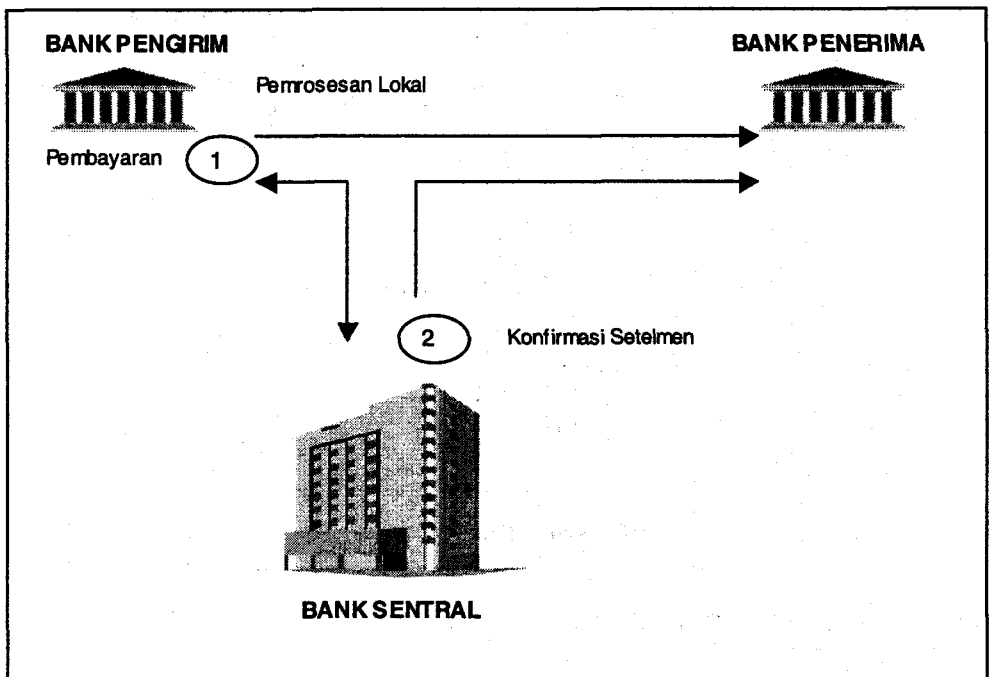 BANK PENGIRIM
BANK PENERIMA
Pemrosesan Lokal
Pembayaran
1
2
Konfirmasi Setelmen
BANK SENTRAL